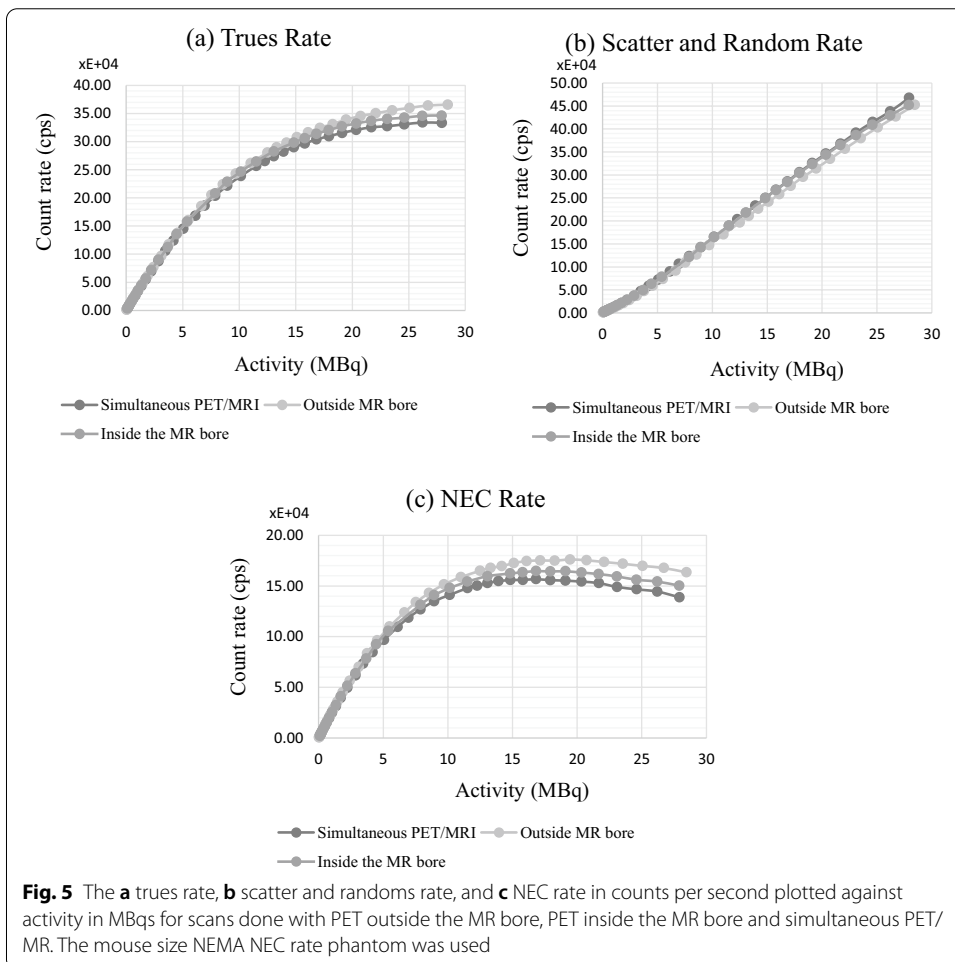 (a) Trues Rate
xE+04
40.00
35.00
30.00
25.00
20.00
15.00
10.00
5.00
0.00
Count rate (cps)
0 5 10 15 20 25 30
Activity (MBq)
Simultaneous PET/MRI Outside MR bore
Inside the MR bore
(b) Scatter and Random Rate
xE+04
50.00
45.00
40.00
35.00
30.00
25.00
20.00
15.00
10.00
5.00
0.00
Count rate (cps)
0 5 10 15 20 25 30
Activity (MBq)
Simultaneous PET/MRI Outside MR bore
Inside the MR bore
(c) NEC Rate
xE+04
20.00
15.00
10.00
5.00
0.00
Count rate (cps)
0 5 10 15 20 25 30
Activity (MBq)
Simultaneous PET/MRI Outside MR bore
Inside the MR bore
Fig. 5 The a trues rate, b scatter and randoms rate, and c NEC rate in counts per second plotted against
activity in MBqs for scans done with PET outside the MR bore, PET inside the MR bore and simultaneous PET/
MR. The mouse size NEMA NEC rate phantom was used